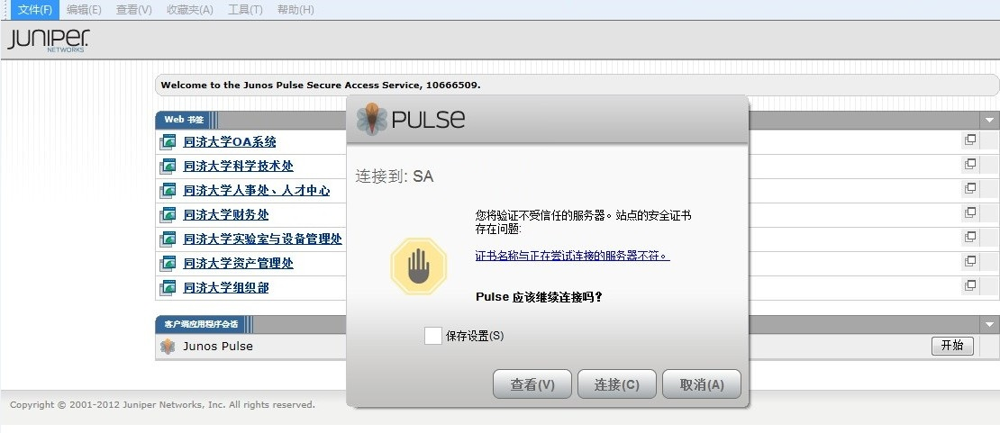 文件(F) 编辑(E) 查看(V) 收藏夹(A) 工具(T) 帮助(H)
JUNIPEr
NETWORKS
Welcome to the Junos Pulse Secure Access Service, 10666509.
Web 书签
同济大学OA系统
同济大学科学技术处
同济大学人事处、人才中心
同济大学财务处
同济大学实验室与设备管理处
同济大学资产管理处
同济大学组织部
客户端应用程序会话
Junos Pulse 开始
Copyright © 2001-2012 Juniper Networks, Inc. All rights reserved.
PULSE
连接到: SA
您将验证不受信任的服务器。站点的安全证书
存在问题:
证书名称与正在尝试连接的服务器不符。
Pulse 应该继续连接吗?
保存设置(S)
查看(V) 连接(C) 取消(A)